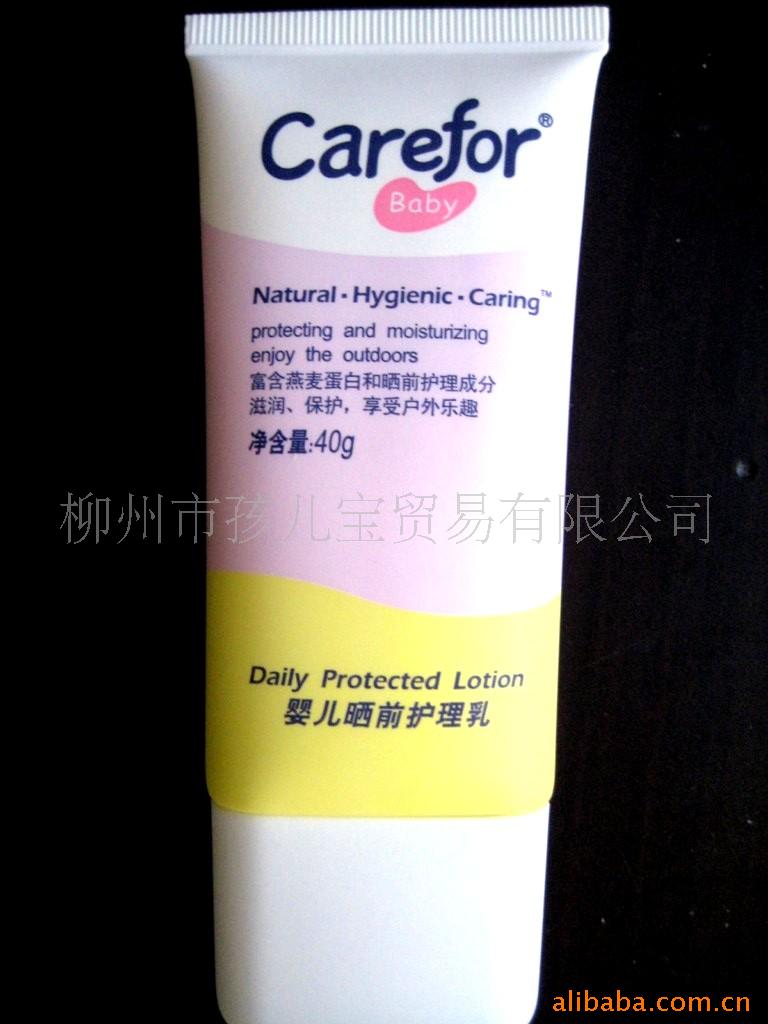 Carefor®
Baby
Natural·Hygienic·Caring™
protecting and moisturizing
enjoy the outdoors
富含燕麦蛋白和晒前护理成分
滋润、保护，享受户外乐趣
净含量:40g
柳州市孩儿宝贸易有限公司
Daily Protected Lotion
婴儿晒前护理乳
alibaba.com.cn